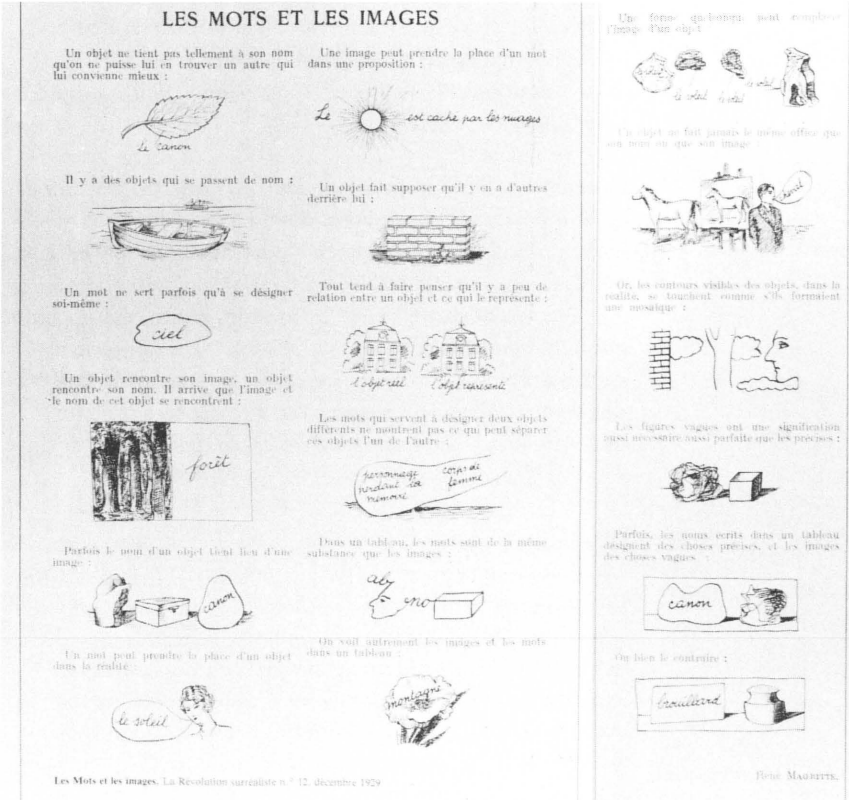 LES MOTS ET LES IMAGES
Un objet ne tient pas tellement à son nom
qu'on ne puisse lui en trouver un autre qui
lui convienne mieux :
le canon
Il y a des objets qui se passent de nom :
Un mot ne sert parfois qu'à se désigner
soi-même :
ciel
Un objet rencontre son image, un objet
rencontre son nom. Il arrive que l'image et
le nom de cet objet se rencontrent :
forêt
Parfois le nom d'un objet tient lieu d'une
image :
canon
Un mot peut prendre la place d'un objet
dans la réalité :
le soleil
Une image peut prendre la place d'un mot
dans une proposition :
Le est caché par les nuages
Un objet fait supposer qu'il y en a d'autres
derrière lui :
Tout tend à faire penser qu'il y a peu de
relation entre un objet et ce qui le représente :
l'objet réel l'objet représenté
Les mots qui servent à désigner deux objets
différents ne montrent pas ce qui peut séparer
ces objets l'un de l'autre :
personnage
perdant la
mémoire
corps de
femme
Dans un tableau, les mots sont de la même
substance que les images :
On voit autrement les images et les mots
dans un tableau :
montagne
Une forme quelconque peut remplacer
l'image d'un objet
le soleil
le soleil
le soleil
Un objet ne fait jamais le même office que
son nom ou que son image :
Or, les contours visibles des objets, dans la
réalité, se touchent comme s'ils formaient
une mosaïque :
Les figures vagues ont une signification
aussi nécessaire aussi parfaite que les précises :
Parfois, les noms écrits dans un tableau
désignent des choses précises, et les images
des choses vagues :
canon
Ou bien le contraire :
brouillard
René MAGRITTE.
Les Mots et les images. La Révolution surréaliste n.° 12, décembre 1929